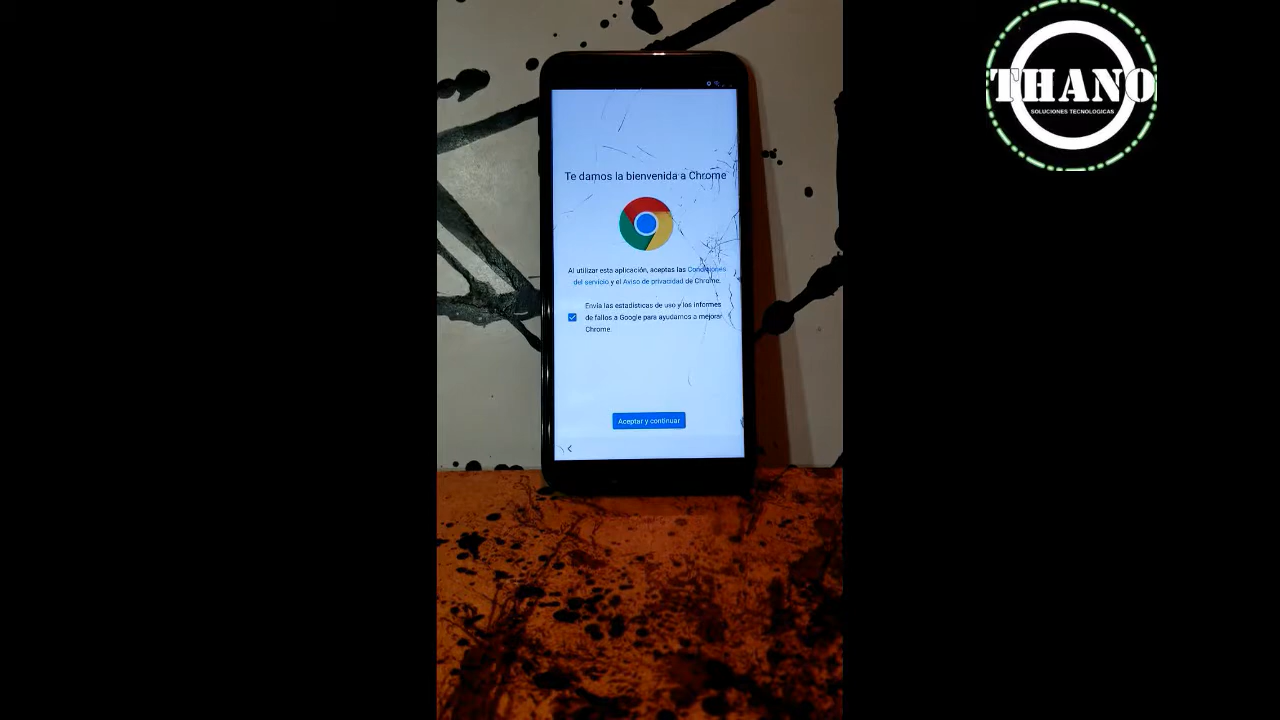 THANO
SOLUCIONES TECNOLOGICAS
Te damos la bienvenida a Chrome
Al utilizar esta aplicación, aceptas las Condiciones
del servicio y el Aviso de privacidad de Chrome.
Envía las estadísticas de uso y los informes
de fallos a Google para ayudarnos a mejorar
Chrome.
Aceptar y continuar